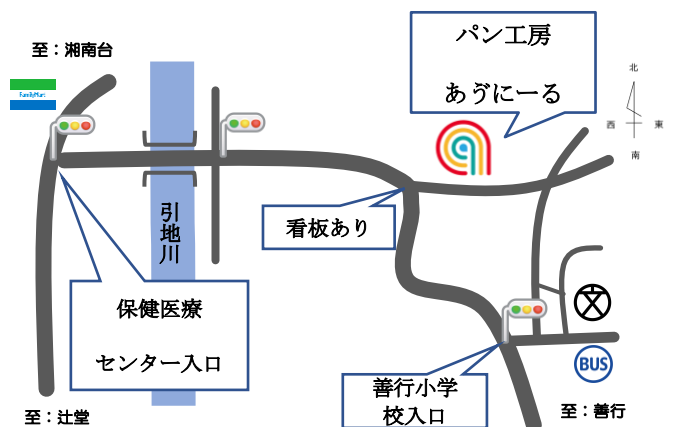 至：湘南台
FamilyMart
パン工房
あづにーる
北
西
東
南
引地川
看板あり
保健医療
センター入口
文
善行小学
校入口
BUS
至：辻堂
至：善行